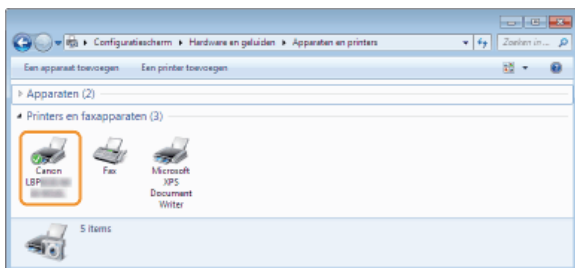 Configuratiescherm ▸ Hardware en geluiden ▸ Apparaten en printers
Zoeken in...
Een apparaat toevoegen Een printer toevoegen
Apparaten (2)
Printers en faxapparaten (3)
Canon
LBP
Fax
Microsoft
XPS
Document
Writer
5 items